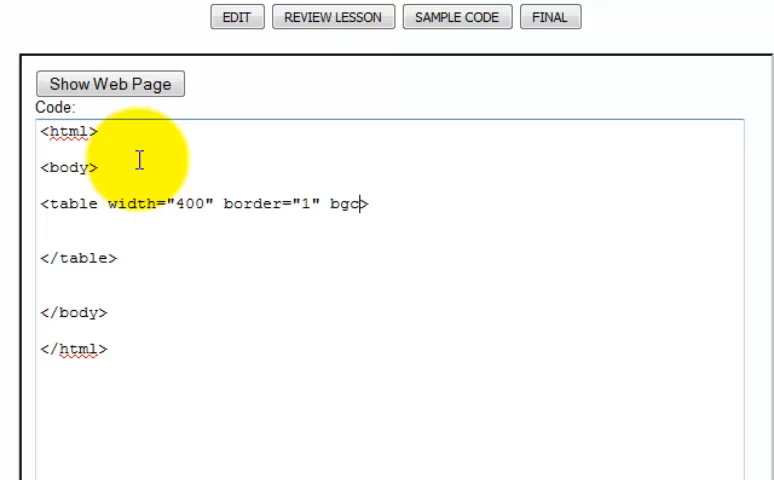 EDIT REVIEW LESSON SAMPLE CODE FINAL
Show Web Page
Code:
<html>
<body>
<table width="400" border="1" bgc>
</table>
</body>
</html>